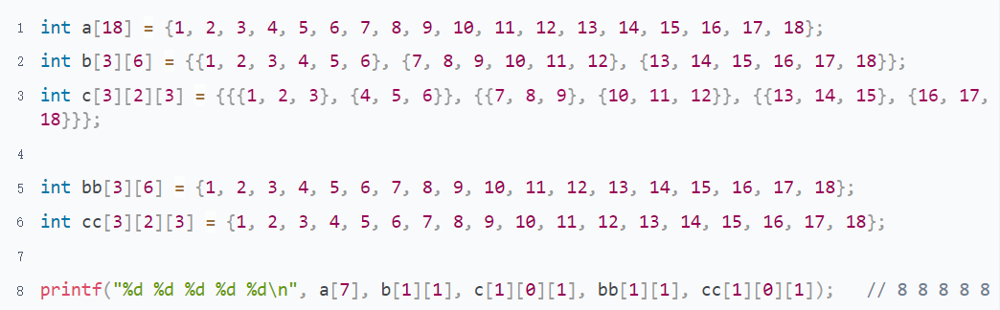 1 int a[18] = {1, 2, 3, 4, 5, 6, 7, 8, 9, 10, 11, 12, 13, 14, 15, 16, 17, 18};
2 int b[3][6] = {{1, 2, 3, 4, 5, 6}, {7, 8, 9, 10, 11, 12}, {13, 14, 15, 16, 17, 18}};
3 int c[3][2][3] = {{{1, 2, 3}, {4, 5, 6}}, {{7, 8, 9}, {10, 11, 12}}, {{13, 14, 15}, {16, 17,
18}}};
4
5 int bb[3][6] = {1, 2, 3, 4, 5, 6, 7, 8, 9, 10, 11, 12, 13, 14, 15, 16, 17, 18};
6 int cc[3][2][3] = {1, 2, 3, 4, 5, 6, 7, 8, 9, 10, 11, 12, 13, 14, 15, 16, 17, 18};
7
8 printf("%d %d %d %d %d\n", a[7], b[1][1], c[1][0][1], bb[1][1], cc[1][0][1]);   // 8 8 8 8 8